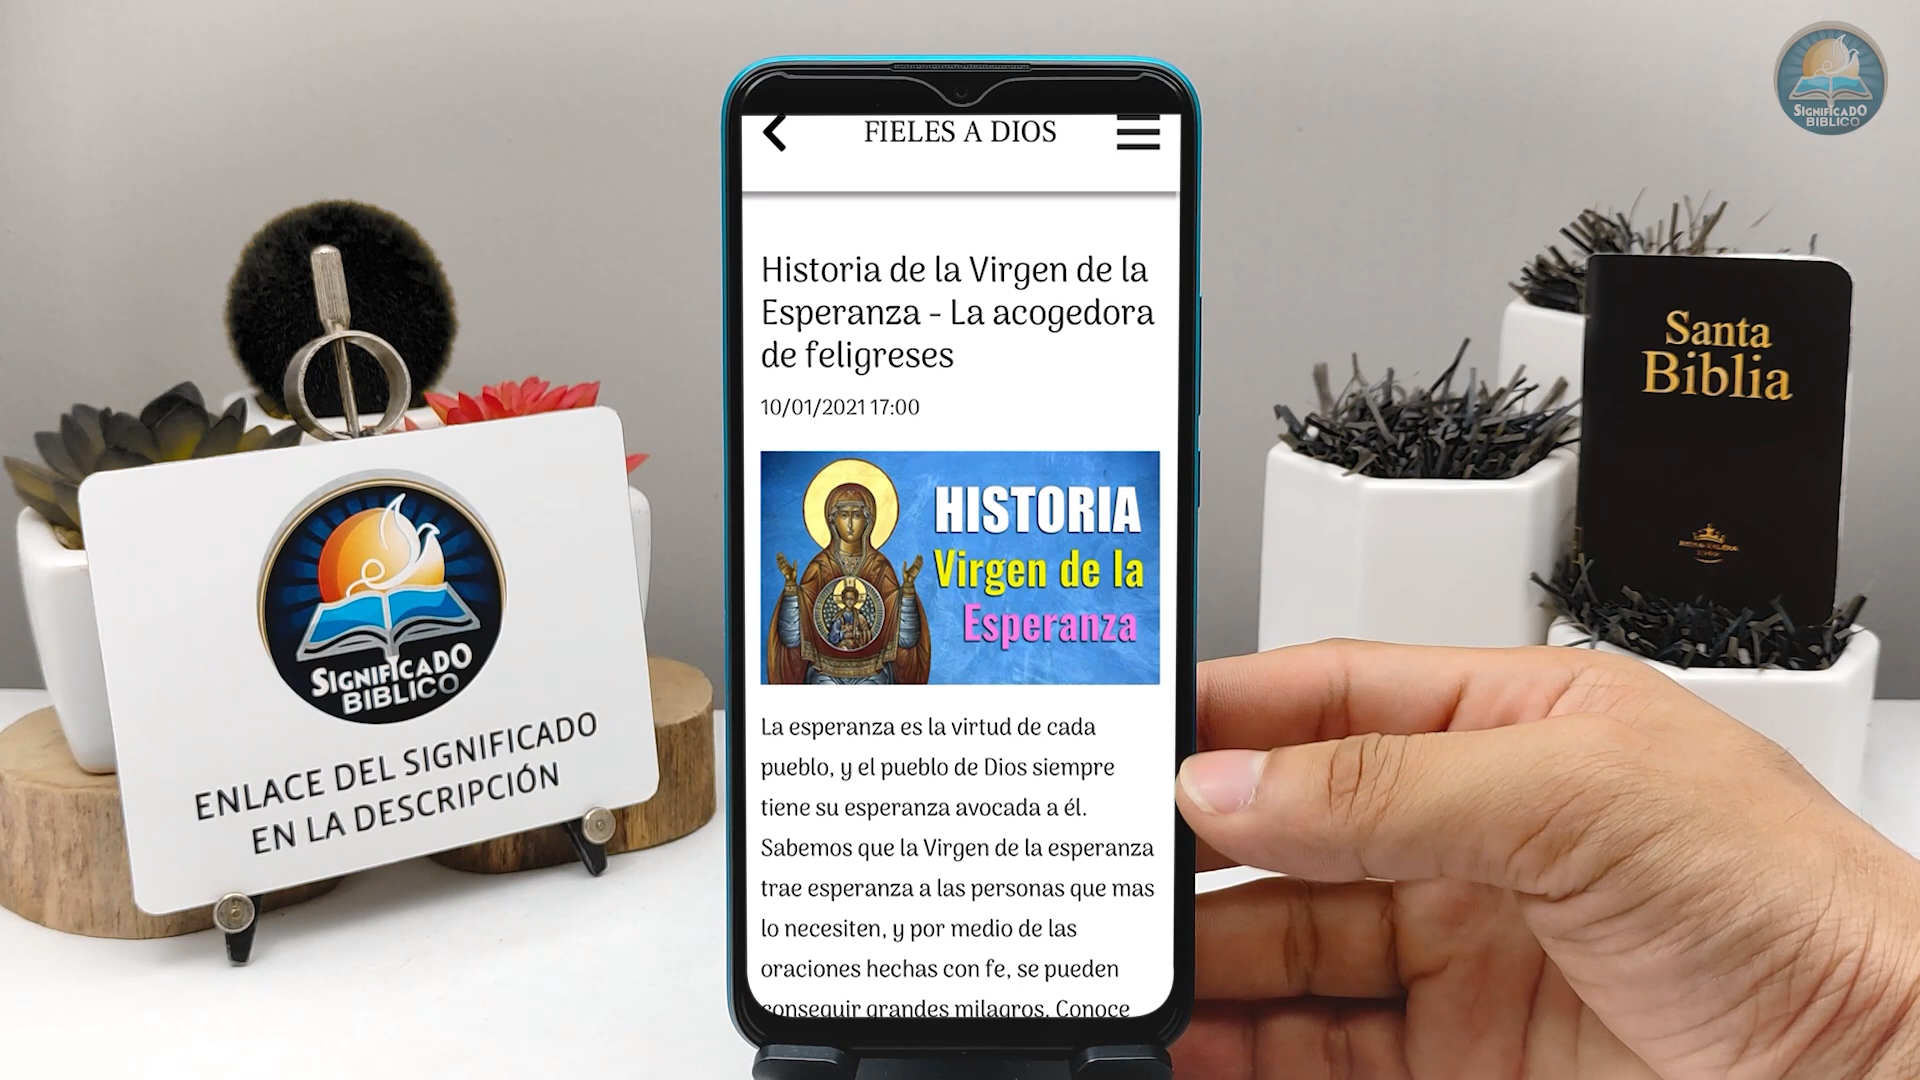 SIGNIFICADO
BIBLICO
FIELES A DIOS
Historia de la Virgen de la
Esperanza - La acogedora
de feligreses
10/01/2021 17:00
HISTORIA
Virgen de la
Esperanza
La esperanza es la virtud de cada
pueblo, y el pueblo de Dios siempre
tiene su esperanza avocada a él.
Sabemos que la Virgen de la esperanza
trae esperanza a las personas que mas
lo necesiten, y por medio de las
oraciones hechas con fe, se pueden
conseguir grandes milagros. Conoce
SIGNIFICADO
BIBLICO
ENLACE DEL SIGNIFICADO
EN LA DESCRIPCIÓN
Santa
Biblia